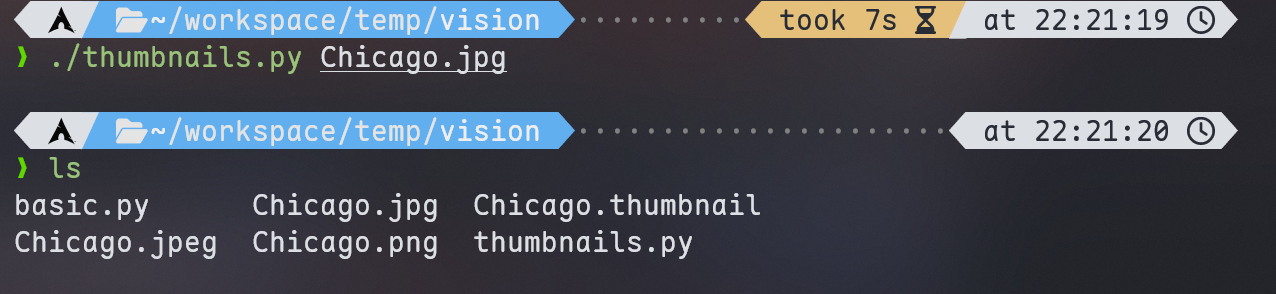 ~/workspace/temp/vision took 7s at 22:21:19
❯ ./thumbnails.py Chicago.jpg
~/workspace/temp/vision at 22:21:20
❯ ls
basic.py Chicago.jpg Chicago.thumbnail
Chicago.jpeg Chicago.png thumbnails.py